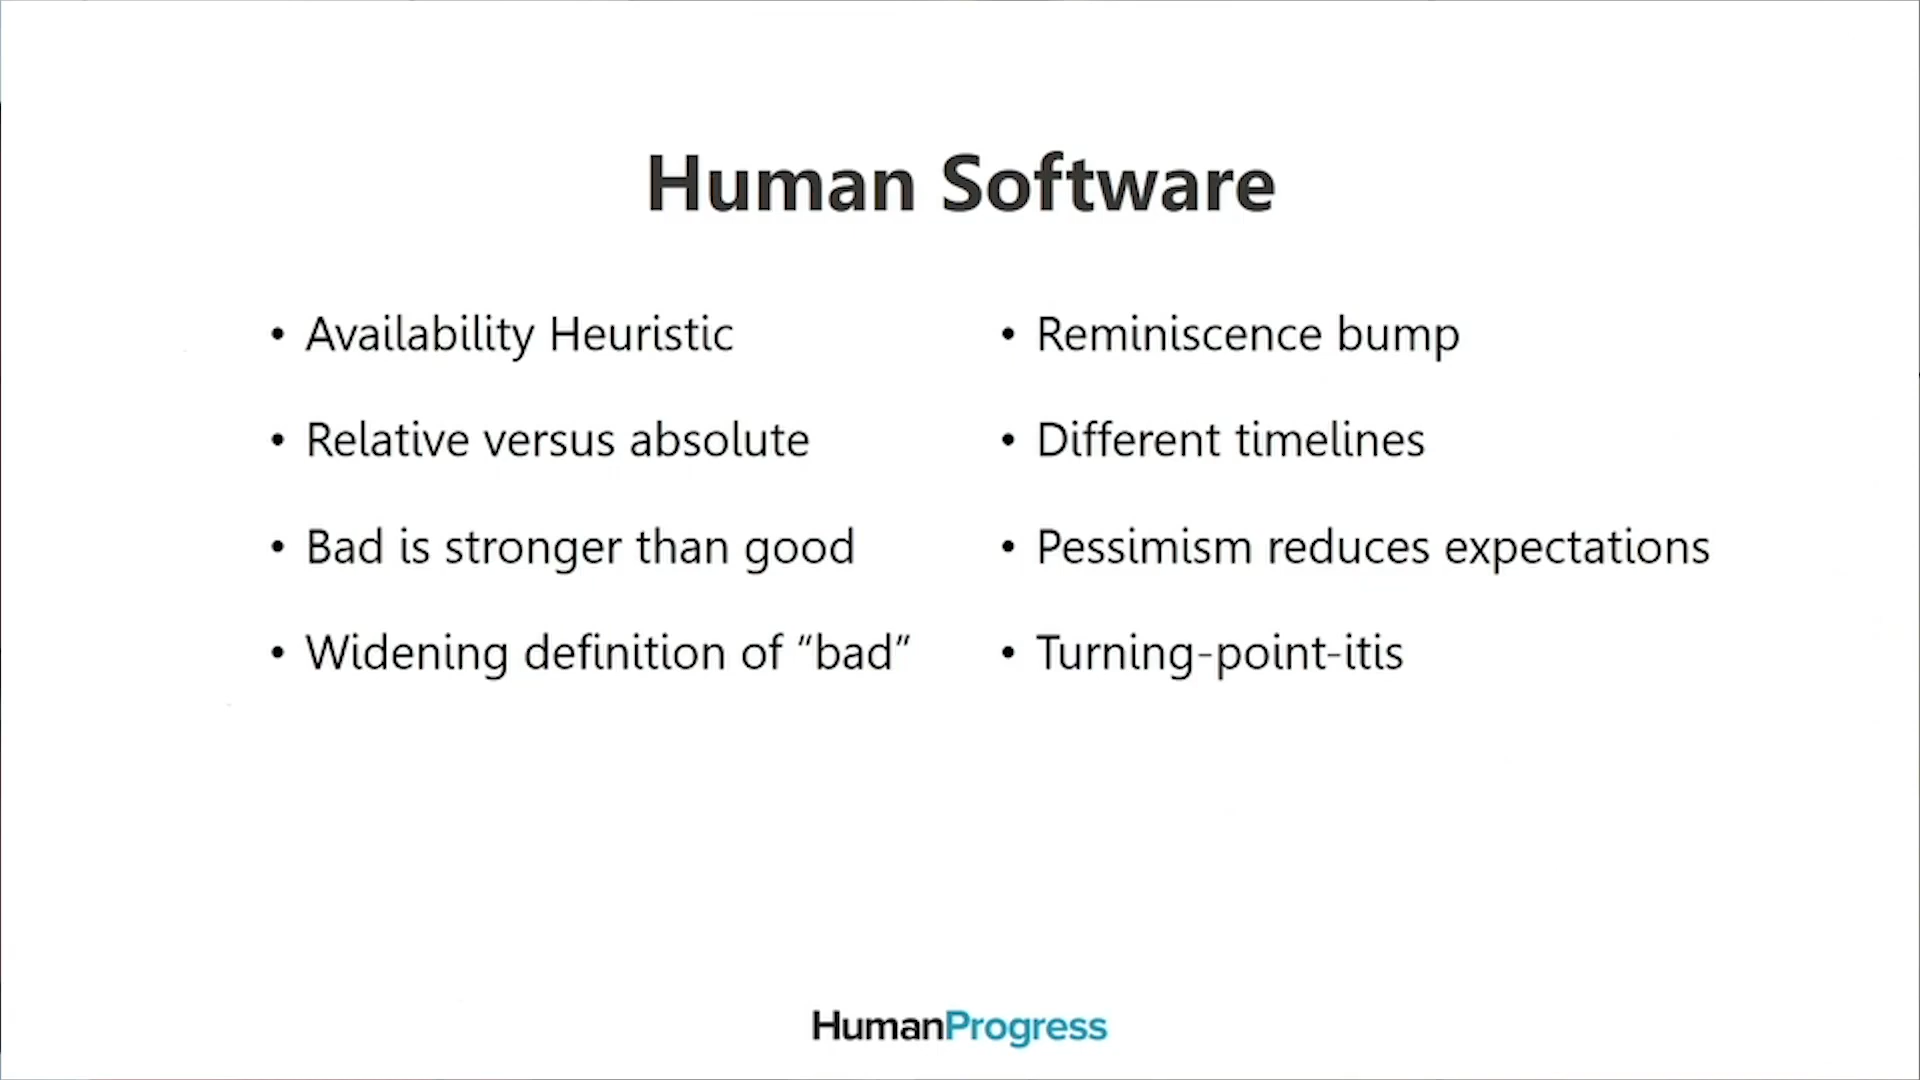 Human Software
• Availability Heuristic
• Relative versus absolute
• Bad is stronger than good
• Widening definition of “bad”
• Reminiscence bump
• Different timelines
• Pessimism reduces expectations
• Turning-point-itis
HumanProgress